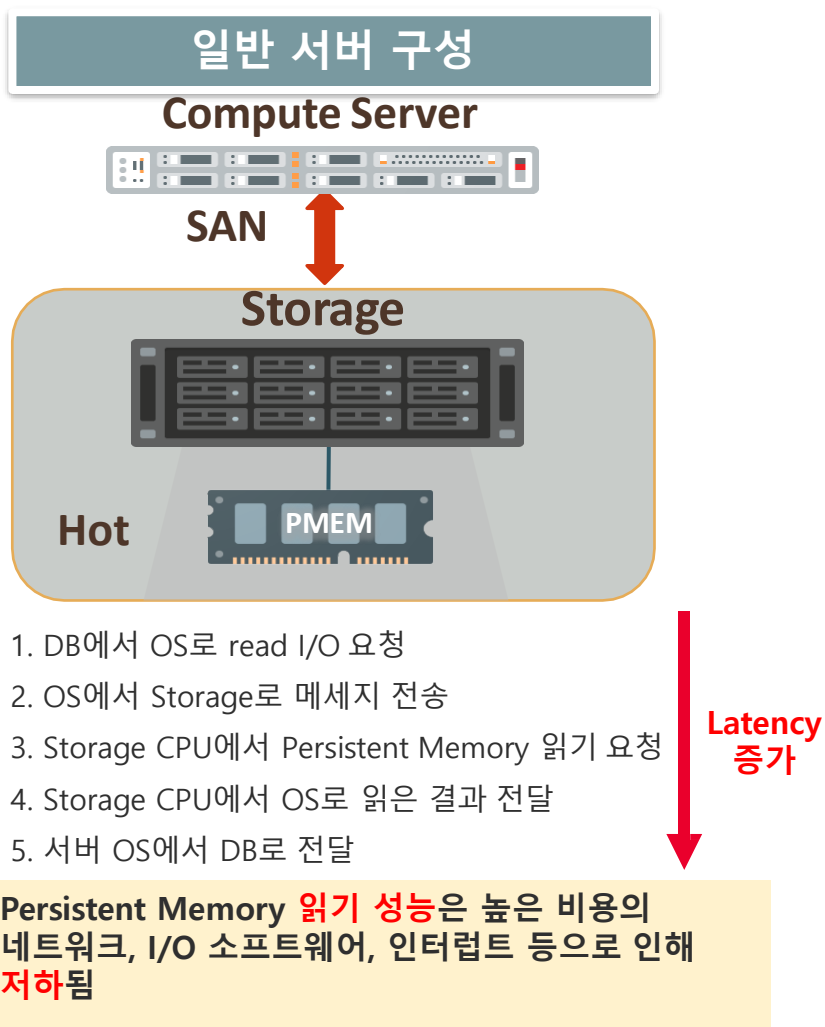 일반 서버 구성
Compute Server
SAN
Storage
Hot
PMEM
1. DB에서 OS로 read I/O 요청
2. OS에서 Storage로 메세지 전송
3. Storage CPU에서 Persistent Memory 읽기 요청
4. Storage CPU에서 OS로 읽은 결과 전달
5. 서버 OS에서 DB로 전달
Latency
증가
Persistent Memory 읽기 성능은 높은 비용의
네트워크, I/O 소프트웨어, 인터럽트 등으로 인해
저하됨